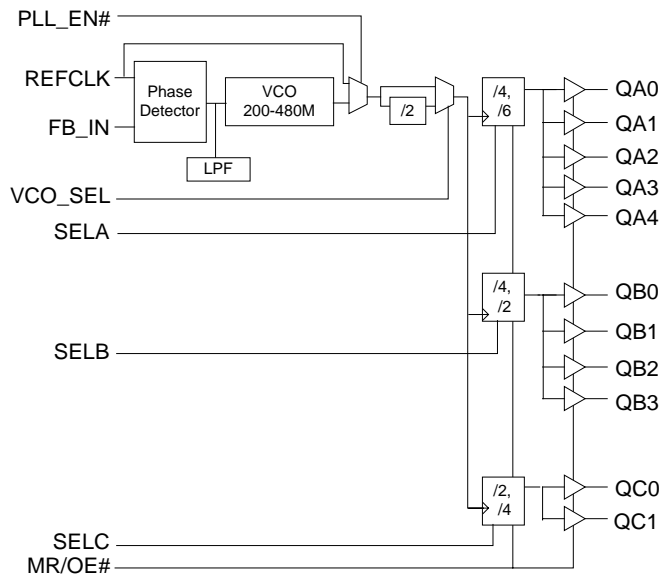 PLL_EN#
REFCLK
Phase
Detector
VCO
200-480M
/2
/4,
/6
QA0
QA1
FB_IN
LPF
QA2
QA3
VCO_SEL
QA4
SELA
/4,
/2
QB0
QB1
SELB
QB2
QB3
/2,
/4
QC0
QC1
SELC
MR/OE#